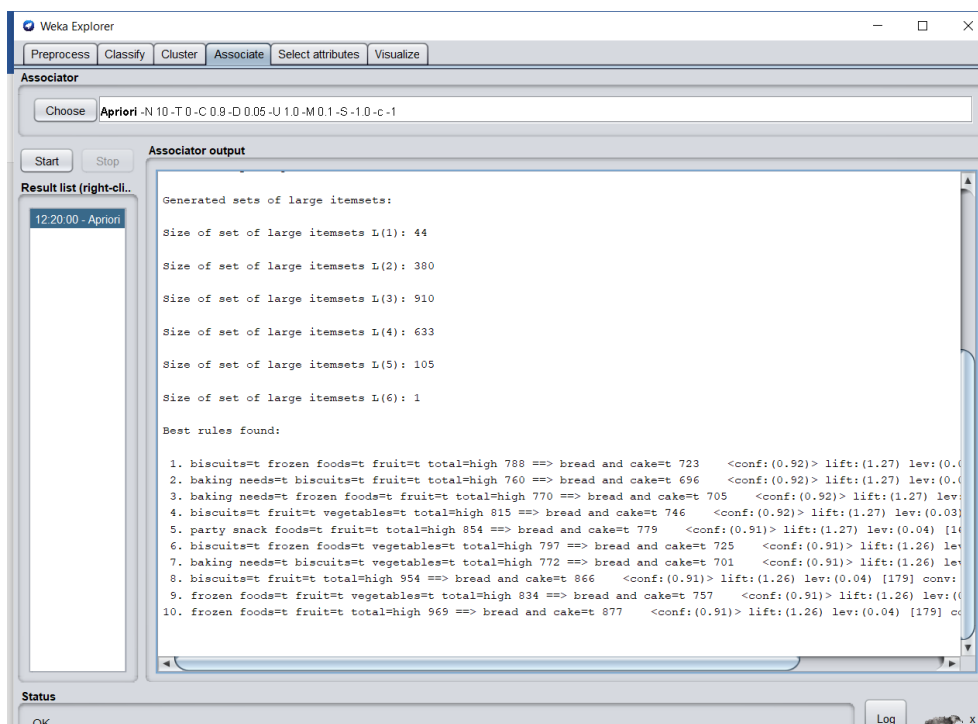 Weka Explorer
Preprocess Classify Cluster Associate Select attributes Visualize
Associator
Choose Apriori -N 10 -T 0 -C 0.9 -D 0.05 -U 1.0 -M 0.1 -S -1.0 -c -1
Start Stop
Associator output
Result list (right-cli..
12:20:00 - Apriori
Generated sets of large itemsets:
Size of set of large itemsets L(1): 44
Size of set of large itemsets L(2): 380
Size of set of large itemsets L(3): 910
Size of set of large itemsets L(4): 633
Size of set of large itemsets L(5): 105
Size of set of large itemsets L(6): 1
Best rules found:
1. biscuits=t frozen foods=t fruit=t total=high 788 ==> bread and cake=t 723 <conf:(0.92)> lift:(1.27) lev:(0.0
2. baking needs=t biscuits=t fruit=t total=high 760 ==> bread and cake=t 696 <conf:(0.92)> lift:(1.27) lev:(0.0
3. baking needs=t frozen foods=t fruit=t total=high 770 ==> bread and cake=t 705 <conf:(0.92)> lift:(1.27) lev:
4. biscuits=t fruit=t vegetables=t total=high 815 ==> bread and cake=t 746 <conf:(0.92)> lift:(1.27) lev:(0.03)
5. party snack foods=t fruit=t total=high 854 ==> bread and cake=t 779 <conf:(0.91)> lift:(1.27) lev:(0.04) [16
6. biscuits=t frozen foods=t vegetables=t total=high 797 ==> bread and cake=t 725 <conf:(0.91)> lift:(1.26) lev
7. baking needs=t biscuits=t vegetables=t total=high 772 ==> bread and cake=t 701 <conf:(0.91)> lift:(1.26) lev
8. biscuits=t fruit=t total=high 954 ==> bread and cake=t 866 <conf:(0.91)> lift:(1.26) lev:(0.04) [179] conv:
9. frozen foods=t fruit=t vegetables=t total=high 834 ==> bread and cake=t 757 <conf:(0.91)> lift:(1.26) lev:(0
10. frozen foods=t fruit=t total=high 969 ==> bread and cake=t 877 <conf:(0.91)> lift:(1.26) lev:(0.04) [179] co
Status
OK
Log
x